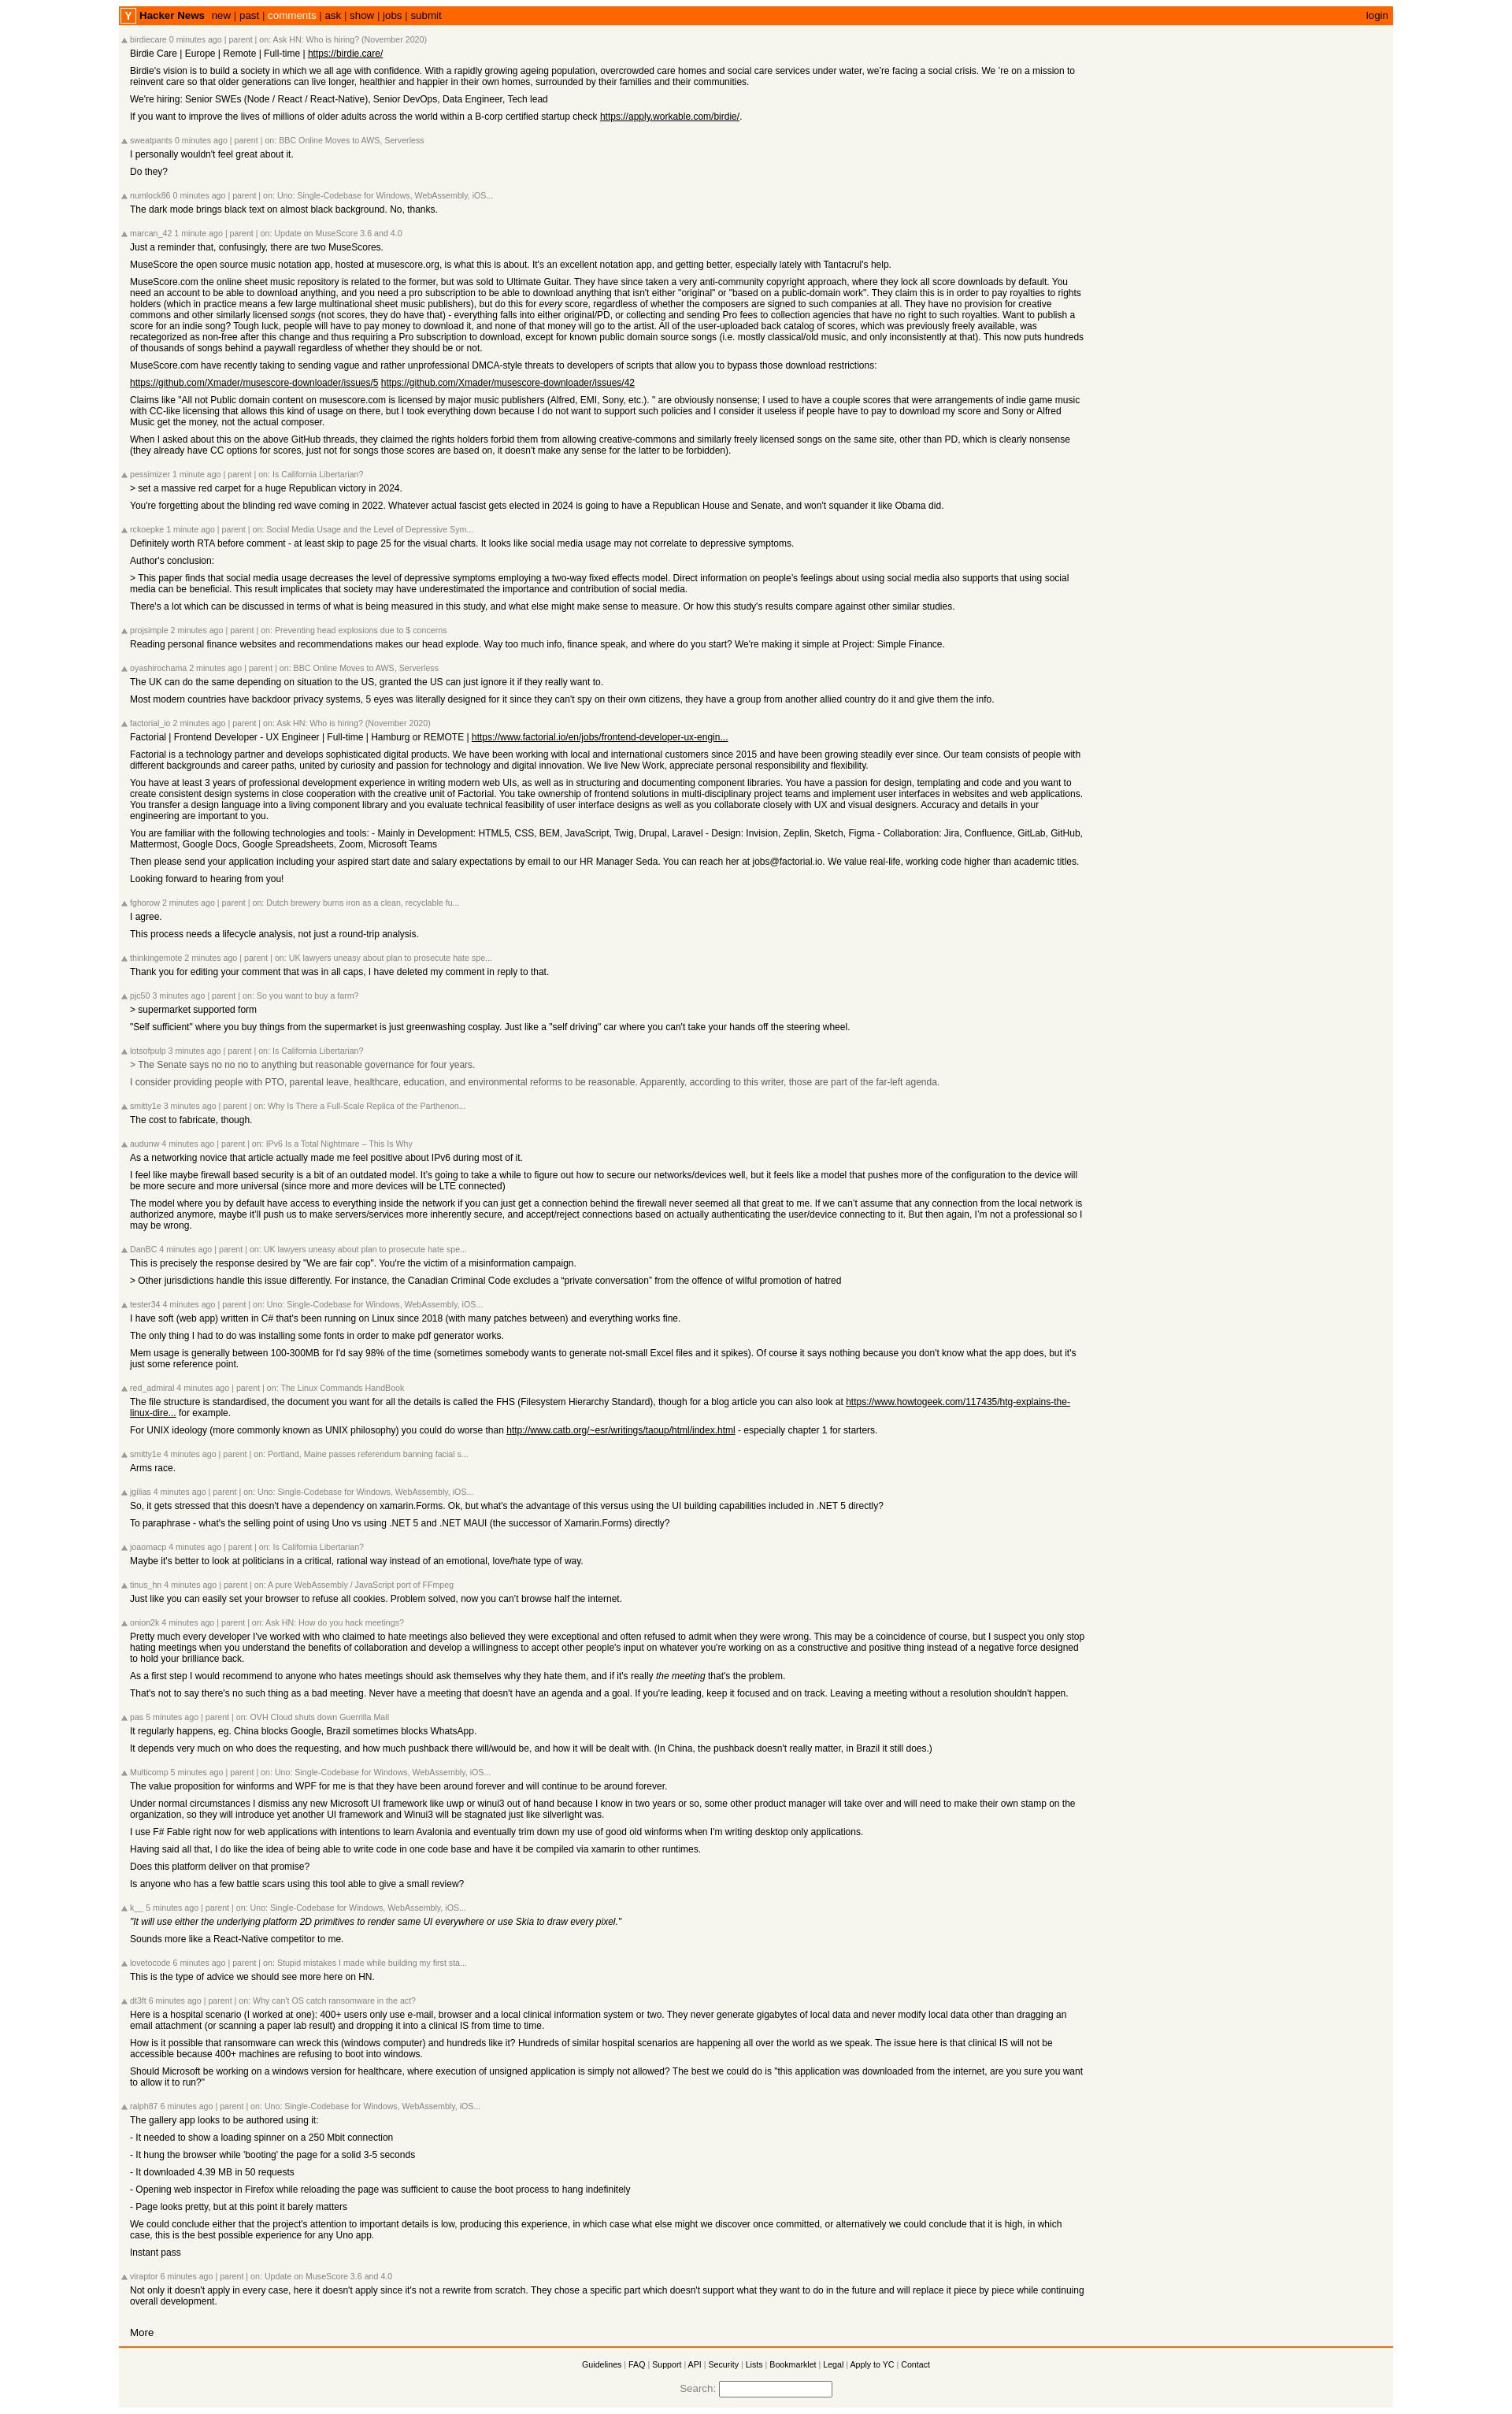 Y Hacker News new | past | comments | ask | show | jobs | submit login
birdiecare 0 minutes ago | parent | on: Ask HN: Who is hiring? (November 2020)
Birdie Care | Europe | Remote | Full-time | https://birdie.care/
Birdie's vision is to build a society in which we all age with confidence. With a rapidly growing ageing population, overcrowded care homes and social care services under water, we're facing a social crisis. We 're on a mission to
reinvent care so that older generations can live longer, healthier and happier in their own homes, surrounded by their families and their communities.
We're hiring: Senior SWEs (Node / React / React-Native), Senior DevOps, Data Engineer, Tech lead
If you want to improve the lives of millions of older adults across the world within a B-corp certified startup check https://apply.workable.com/birdie/.
sweatpants 0 minutes ago | parent | on: BBC Online Moves to AWS, Serverless
I personally wouldn't feel great about it.
Do they?
numlock86 0 minutes ago | parent | on: Uno: Single-Codebase for Windows, WebAssembly, iOS...
The dark mode brings black text on almost black background. No, thanks.
marcan_42 1 minute ago | parent | on: Update on MuseScore 3.6 and 4.0
Just a reminder that, confusingly, there are two MuseScores.
MuseScore the open source music notation app, hosted at musescore.org, is what this is about. It's an excellent notation app, and getting better, especially lately with Tantacrul's help.
MuseScore.com the online sheet music repository is related to the former, but was sold to Ultimate Guitar. They have since taken a very anti-community copyright approach, where they lock all score downloads by default. You
need an account to be able to download anything, and you need a pro subscription to be able to download anything that isn't either "original" or "based on a public-domain work". They claim this is in order to pay royalties to rights
holders (which in practice means a few large multinational sheet music publishers), but do this for every score, regardless of whether the composers are signed to such companies at all. They have no provision for creative
commons and other similarly licensed songs (not scores, they do have that) - everything falls into either original/PD, or collecting and sending Pro fees to collection agencies that have no right to such royalties. Want to publish a
score for an indie song? Tough luck, people will have to pay money to download it, and none of that money will go to the artist. All of the user-uploaded back catalog of scores, which was previously freely available, was
recategorized as non-free after this change and thus requiring a Pro subscription to download, except for known public domain source songs (i.e. mostly classical/old music, and only inconsistently at that). This now puts hundreds
of thousands of songs behind a paywall regardless of whether they should be or not.
MuseScore.com have recently taking to sending vague and rather unprofessional DMCA-style threats to developers of scripts that allow you to bypass those download restrictions:
https://github.com/Xmader/musescore-downloader/issues/5 https://github.com/Xmader/musescore-downloader/issues/42
Claims like "All not Public domain content on musescore.com is licensed by major music publishers (Alfred, EMI, Sony, etc.). " are obviously nonsense; I used to have a couple scores that were arrangements of indie game music
with CC-like licensing that allows this kind of usage on there, but I took everything down because I do not want to support such policies and I consider it useless if people have to pay to download my score and Sony or Alfred
Music get the money, not the actual composer.
When I asked about this on the above GitHub threads, they claimed the rights holders forbid them from allowing creative-commons and similarly freely licensed songs on the same site, other than PD, which is clearly nonsense
(they already have CC options for scores, just not for songs those scores are based on, it doesn't make any sense for the latter to be forbidden).
pessimizer 1 minute ago | parent | on: Is California Libertarian?
> set a massive red carpet for a huge Republican victory in 2024.
You're forgetting about the blinding red wave coming in 2022. Whatever actual fascist gets elected in 2024 is going to have a Republican House and Senate, and won't squander it like Obama did.
rckoepke 1 minute ago | parent | on: Social Media Usage and the Level of Depressive Sym...
Definitely worth RTA before comment - at least skip to page 25 for the visual charts. It looks like social media usage may not correlate to depressive symptoms.
Author's conclusion:
> This paper finds that social media usage decreases the level of depressive symptoms employing a two-way fixed effects model. Direct information on people's feelings about using social media also supports that using social
media can be beneficial. This result implicates that society may have underestimated the importance and contribution of social media.
There's a lot which can be discussed in terms of what is being measured in this study, and what else might make sense to measure. Or how this study's results compare against other similar studies.
projsimple 2 minutes ago | parent | on: Preventing head explosions due to $ concerns
Reading personal finance websites and recommendations makes our head explode. Way too much info, finance speak, and where do you start? We're making it simple at Project: Simple Finance.
oyashirochama 2 minutes ago | parent | on: BBC Online Moves to AWS, Serverless
The UK can do the same depending on situation to the US, granted the US can just ignore it if they really want to.
Most modern countries have backdoor privacy systems, 5 eyes was literally designed for it since they can't spy on their own citizens, they have a group from another allied country do it and give them the info.
factorial_io 2 minutes ago | parent | on: Ask HN: Who is hiring? (November 2020)
Factorial | Frontend Developer - UX Engineer | Full-time | Hamburg or REMOTE | https://www.factorial.io/en/jobs/frontend-developer-ux-engin...
Factorial is a technology partner and develops sophisticated digital products. We have been working with local and international customers since 2015 and have been growing steadily ever since. Our team consists of people with
different backgrounds and career paths, united by curiosity and passion for technology and digital innovation. We live New Work, appreciate personal responsibility and flexibility.
You have at least 3 years of professional development experience in writing modern web UIs, as well as in structuring and documenting component libraries. You have a passion for design, templating and code and you want to
create consistent design systems in close cooperation with the creative unit of Factorial. You take ownership of frontend solutions in multi-disciplinary project teams and implement user interfaces in websites and web applications.
You transfer a design language into a living component library and you evaluate technical feasibility of user interface designs as well as you collaborate closely with UX and visual designers. Accuracy and details in your
engineering are important to you.
You are familiar with the following technologies and tools: - Mainly in Development: HTML5, CSS, BEM, JavaScript, Twig, Drupal, Laravel - Design: Invision, Zeplin, Sketch, Figma - Collaboration: Jira, Confluence, GitLab, GitHub,
Mattermost, Google Docs, Google Spreadsheets, Zoom, Microsoft Teams
Then please send your application including your aspired start date and salary expectations by email to our HR Manager Seda. You can reach her at jobs@factorial.io. We value real-life, working code higher than academic titles.
Looking forward to hearing from you!
fghorow 2 minutes ago | parent | on: Dutch brewery burns iron as a clean, recyclable fu...
I agree.
This process needs a lifecycle analysis, not just a round-trip analysis.
thinkingemote 2 minutes ago | parent | on: UK lawyers uneasy about plan to prosecute hate spe...
Thank you for editing your comment that was in all caps, I have deleted my comment in reply to that.
pjc50 3 minutes ago | parent | on: So you want to buy a farm?
> supermarket supported form
"Self sufficient" where you buy things from the supermarket is just greenwashing cosplay. Just like a "self driving" car where you can't take your hands off the steering wheel.
lotsofpulp 3 minutes ago | parent | on: Is California Libertarian?
> The Senate says no no no to anything but reasonable governance for four years.
I consider providing people with PTO, parental leave, healthcare, education, and environmental reforms to be reasonable. Apparently, according to this writer, those are part of the far-left agenda.
smitty1e 3 minutes ago | parent | on: Why Is There a Full-Scale Replica of the Parthenon...
The cost to fabricate, though.
audunw 4 minutes ago | parent | on: IPv6 Is a Total Nightmare – This Is Why
As a networking novice that article actually made me feel positive about IPv6 during most of it.
I feel like maybe firewall based security is a bit of an outdated model. It's going to take a while to figure out how to secure our networks/devices well, but it feels like a model that pushes more of the configuration to the device will
be more secure and more universal (since more and more devices will be LTE connected)
The model where you by default have access to everything inside the network if you can just get a connection behind the firewall never seemed all that great to me. If we can't assume that any connection from the local network is
authorized anymore, maybe it'll push us to make servers/services more inherently secure, and accept/reject connections based on actually authenticating the user/device connecting to it. But then again, I'm not a professional so I
may be wrong.
DanBC 4 minutes ago | parent | on: UK lawyers uneasy about plan to prosecute hate spe...
This is precisely the response desired by "We are fair cop". You're the victim of a misinformation campaign.
> Other jurisdictions handle this issue differently. For instance, the Canadian Criminal Code excludes a “private conversation” from the offence of wilful promotion of hatred
tester34 4 minutes ago | parent | on: Uno: Single-Codebase for Windows, WebAssembly, iOS...
I have soft (web app) written in C# that's been running on Linux since 2018 (with many patches between) and everything works fine.
The only thing I had to do was installing some fonts in order to make pdf generator works.
Mem usage is generally between 100-300MB for I'd say 98% of the time (sometimes somebody wants to generate not-small Excel files and it spikes). Of course it says nothing because you don't know what the app does, but it's
just some reference point.
red_admiral 4 minutes ago | parent | on: The Linux Commands HandBook
The file structure is standardised, the document you want for all the details is called the FHS (Filesystem Hierarchy Standard), though for a blog article you can also look at https://www.howtogeek.com/117435/htg-explains-the-
linux-dire... for example.
For UNIX ideology (more commonly known as UNIX philosophy) you could do worse than http://www.catb.org/~esr/writings/taoup/html/index.html - especially chapter 1 for starters.
smitty1e 4 minutes ago | parent | on: Portland, Maine passes referendum banning facial s...
Arms race.
jgilias 4 minutes ago | parent | on: Uno: Single-Codebase for Windows, WebAssembly, iOS...
So, it gets stressed that this doesn't have a dependency on xamarin.Forms. Ok, but what's the advantage of this versus using the UI building capabilities included in .NET 5 directly?
To paraphrase - what's the selling point of using Uno vs using .NET 5 and .NET MAUI (the successor of Xamarin.Forms) directly?
joaomacp 4 minutes ago | parent | on: Is California Libertarian?
Maybe it's better to look at politicians in a critical, rational way instead of an emotional, love/hate type of way.
tinus_hn 4 minutes ago | parent | on: A pure WebAssembly / JavaScript port of FFmpeg
Just like you can easily set your browser to refuse all cookies. Problem solved, now you can't browse half the internet.
onion2k 4 minutes ago | parent | on: Ask HN: How do you hack meetings?
Pretty much every developer I've worked with who claimed to hate meetings also believed they were exceptional and often refused to admit when they were wrong. This may be a coincidence of course, but I suspect you only stop
hating meetings when you understand the benefits of collaboration and develop a willingness to accept other people's input on whatever you're working on as a constructive and positive thing instead of a negative force designed
to hold your brilliance back.
As a first step I would recommend to anyone who hates meetings should ask themselves why they hate them, and if it's really the meeting that's the problem.
That's not to say there's no such thing as a bad meeting. Never have a meeting that doesn't have an agenda and a goal. If you're leading, keep it focused and on track. Leaving a meeting without a resolution shouldn't happen.
pas 5 minutes ago | parent | on: OVH Cloud shuts down Guerrilla Mail
It regularly happens, eg. China blocks Google, Brazil sometimes blocks WhatsApp.
It depends very much on who does the requesting, and how much pushback there will/would be, and how it will be dealt with. (In China, the pushback doesn't really matter, in Brazil it still does.)
Multicomp 5 minutes ago | parent | on: Uno: Single-Codebase for Windows, WebAssembly, iOS...
The value proposition for winforms and WPF for me is that they have been around forever and will continue to be around forever.
Under normal circumstances I dismiss any new Microsoft UI framework like uwp or winui3 out of hand because I know in two years or so, some other product manager will take over and will need to make their own stamp on the
organization, so they will introduce yet another UI framework and Winui3 will be stagnated just like silverlight was.
I use F# Fable right now for web applications with intentions to learn Avalonia and eventually trim down my use of good old winforms when I'm writing desktop only applications.
Having said all that, I do like the idea of being able to write code in one code base and have it be compiled via xamarin to other runtimes.
Does this platform deliver on that promise?
Is anyone who has a few battle scars using this tool able to give a small review?
k__ 5 minutes ago | parent | on: Uno: Single-Codebase for Windows, WebAssembly, iOS...
"It will use either the underlying platform 2D primitives to render same UI everywhere or use Skia to draw every pixel."
Sounds more like a React-Native competitor to me.
lovetocode 6 minutes ago | parent | on: Stupid mistakes I made while building my first sta...
This is the type of advice we should see more here on HN.
dt3ft 6 minutes ago | parent | on: Why can't OS catch ransomware in the act?
Here is a hospital scenario (I worked at one): 400+ users only use e-mail, browser and a local clinical information system or two. They never generate gigabytes of local data and never modify local data other than dragging an
email attachment (or scanning a paper lab result) and dropping it into a clinical IS from time to time.
How is it possible that ransomware can wreck this (windows computer) and hundreds like it? Hundreds of similar hospital scenarios are happening all over the world as we speak. The issue here is that clinical IS will not be
accessible because 400+ machines are refusing to boot into windows.
Should Microsoft be working on a windows version for healthcare, where execution of unsigned application is simply not allowed? The best we could do is "this application was downloaded from the internet, are you sure you want
to allow it to run?"
ralph87 6 minutes ago | parent | on: Uno: Single-Codebase for Windows, WebAssembly, iOS...
The gallery app looks to be authored using it:
- It needed to show a loading spinner on a 250 Mbit connection
- It hung the browser while 'booting' the page for a solid 3-5 seconds
- It downloaded 4.39 MB in 50 requests
- Opening web inspector in Firefox while reloading the page was sufficient to cause the boot process to hang indefinitely
- Page looks pretty, but at this point it barely matters
We could conclude either that the project's attention to important details is low, producing this experience, in which case what else might we discover once committed, or alternatively we could conclude that it is high, in which
case, this is the best possible experience for any Uno app.
Instant pass
viraptor 6 minutes ago | parent | on: Update on MuseScore 3.6 and 4.0
Not only it doesn't apply in every case, here it doesn't apply since it's not a rewrite from scratch. They chose a specific part which doesn't support what they want to do in the future and will replace it piece by piece while continuing
overall development.
More
Guidelines | FAQ | Support | API | Security | Lists | Bookmarklet | Legal | Apply to YC | Contact
Search: